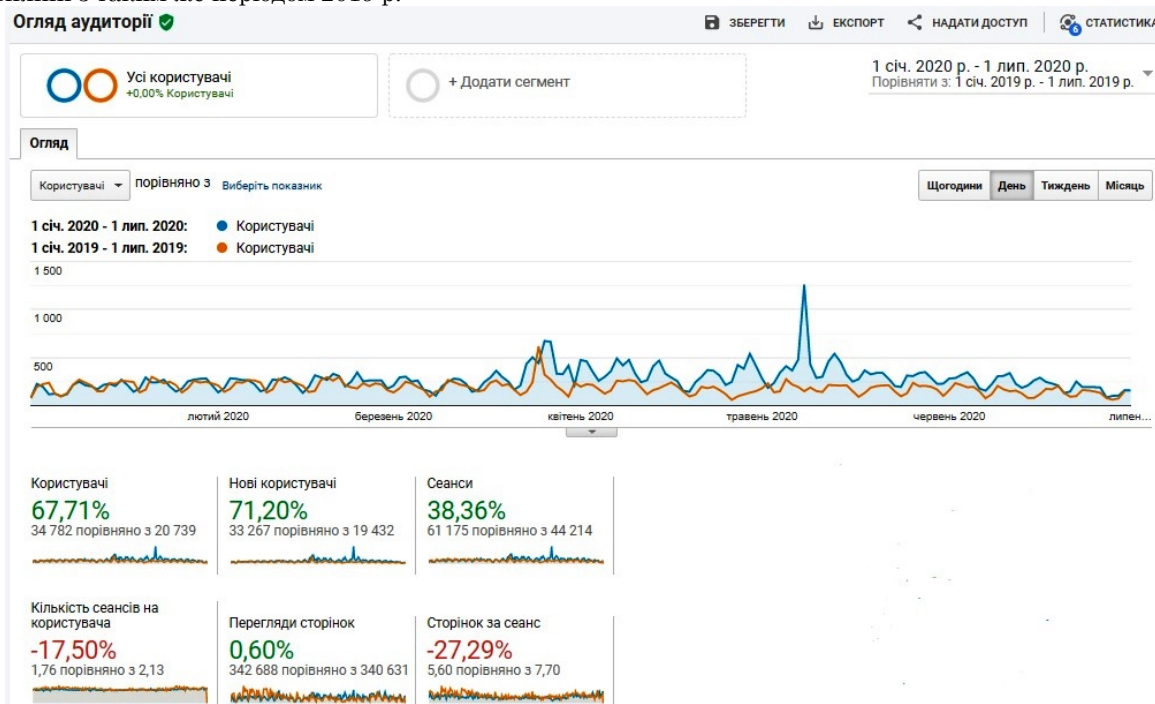 Огляд аудиторії
ЗБЕРЕГТИ ЕКСПОРТ НАДАТИ ДОСТУП 6 СТАТИСТИКА
Усі користувачі
+0,00% Користувачі
+ Додати сегмент
1 січ. 2020 р. - 1 лип. 2020 р.
Порівняти з: 1 січ. 2019 р. - 1 лип. 2019 р.
Огляд
Користувачі порівняно з Виберіть показник
Щогодини День Тиждень Місяць
1 січ. 2020 - 1 лип. 2020: Користувачі
1 січ. 2019 - 1 лип. 2019: Користувачі
1 500
1 000
500
лютий 2020 березень 2020 квітень 2020 травень 2020 червень 2020 липен...
Користувачі Нові користувачі Сеанси
67,71% 71,20% 38,36%
34 782 порівняно з 20 739 33 267 порівняно з 19 432 61 175 порівняно з 44 214
Кількість сеансів на
користувача Перегляди сторінок Сторінок за сеанс
-17,50% 0,60% -27,29%
1,76 порівняно з 2,13 342 688 порівняно з 340 631 5,60 порівняно з 7,70